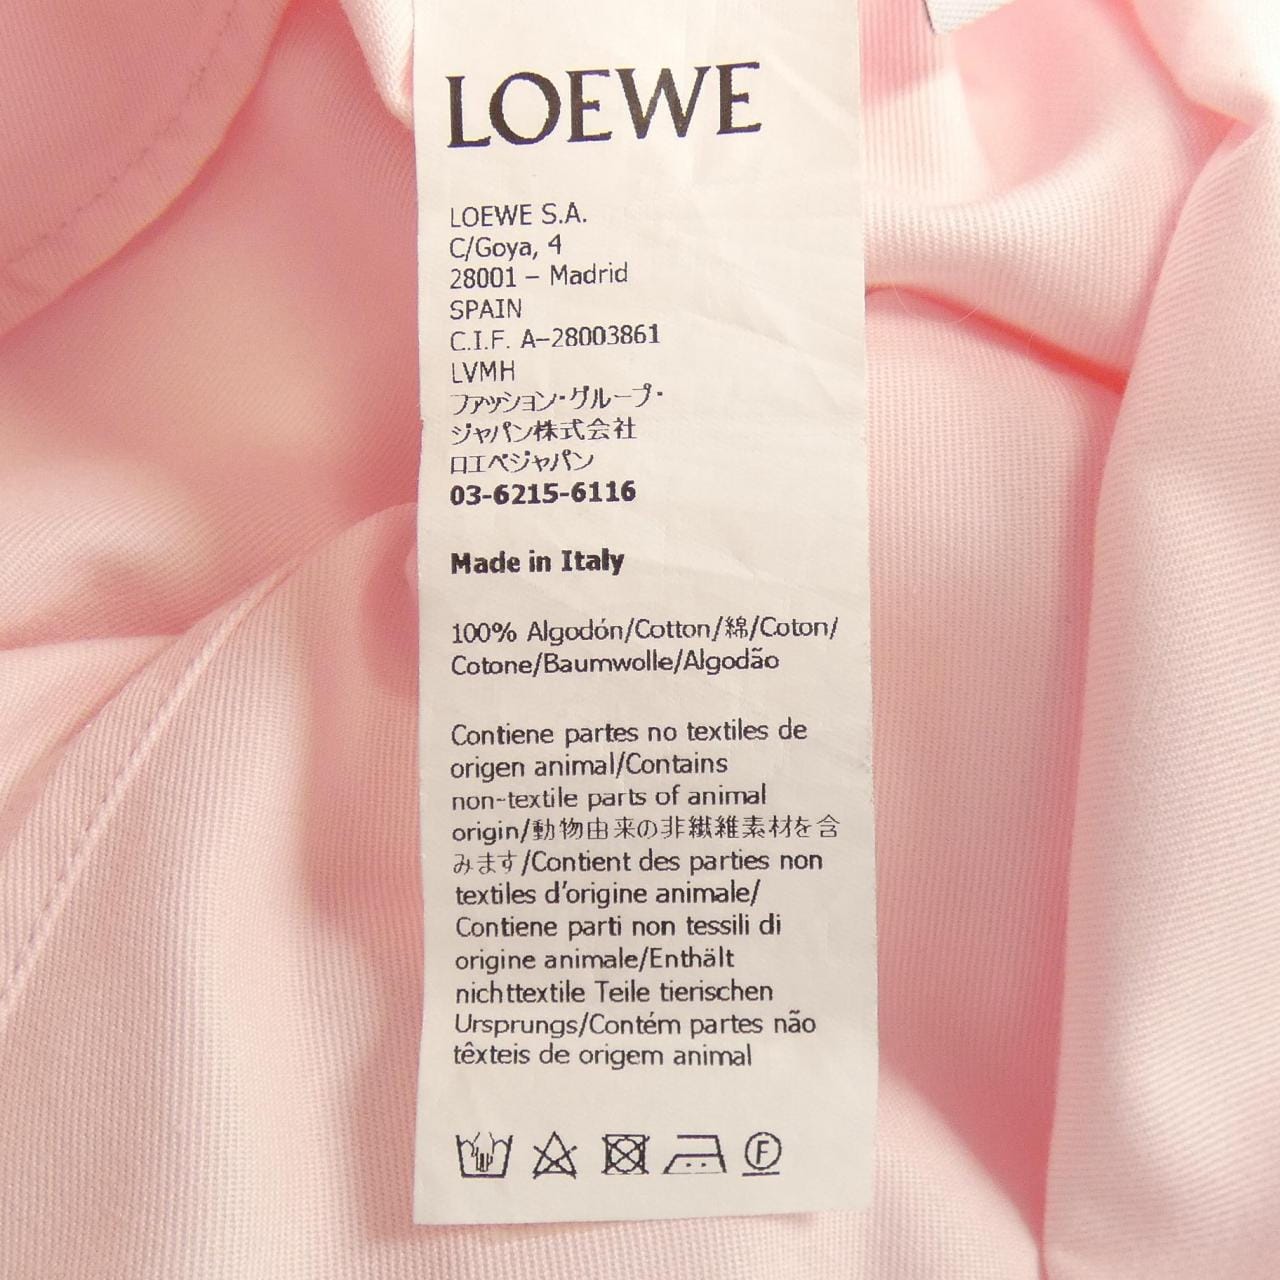 LOEWE
LOEWE S.A.
C/Goya, 4
28001 – Madrid
SPAIN
C.I.F. A–28003861
LVMH
ファッション・グループ・
ジャパン株式会社
ロエベジャパン
03-6215-6116
Made in Italy
100% Algodón/Cotton/綿/Coton/
Cotone/Baumwolle/Algodão
Contiene partes no textiles de
origen animal/Contains
non-textile parts of animal
origin/動物由来の非繊維素材を含
みます/Contient des parties non
textiles d’origine animale/
Contiene parti non tessili di
origine animale/Enthält
nichttextile Teile tierischen
Ursprungs/Contém partes não
têxteis de origem animal
F